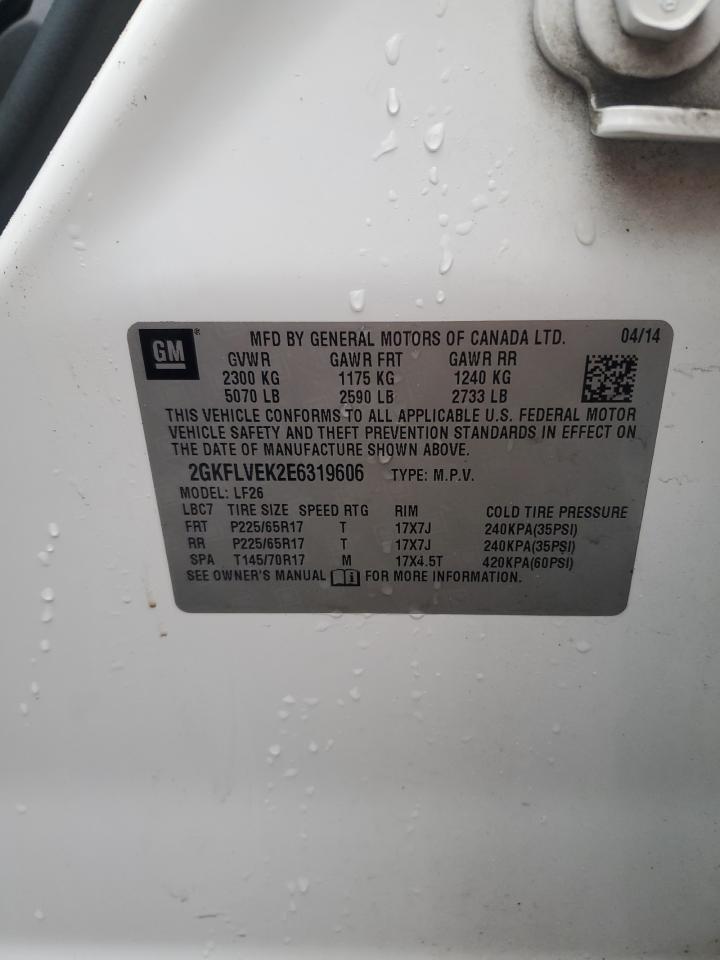 GM ® MFD BY GENERAL MOTORS OF CANADA LTD. 04/14
GVWR GAWR FRT GAWR RR
2300 KG 1175 KG 1240 KG
5070 LB 2590 LB 2733 LB
THIS VEHICLE CONFORMS TO ALL APPLICABLE U.S. FEDERAL MOTOR
VEHICLE SAFETY AND THEFT PREVENTION STANDARDS IN EFFECT ON
THE DATE OF MANUFACTURE SHOWN ABOVE.
2GKFLVEK2E6319606 TYPE: M.P.V.
MODEL: LF26
LBC7 TIRE SIZE SPEED RTG RIM COLD TIRE PRESSURE
FRT P225/65R17 T 17X7J 240KPA(35PSI)
RR P225/65R17 T 17X7J 240KPA(35PSI)
SPA T145/70R17 M 17X4.5T 420KPA(60PSI)
SEE OWNER'S MANUAL FOR MORE INFORMATION.